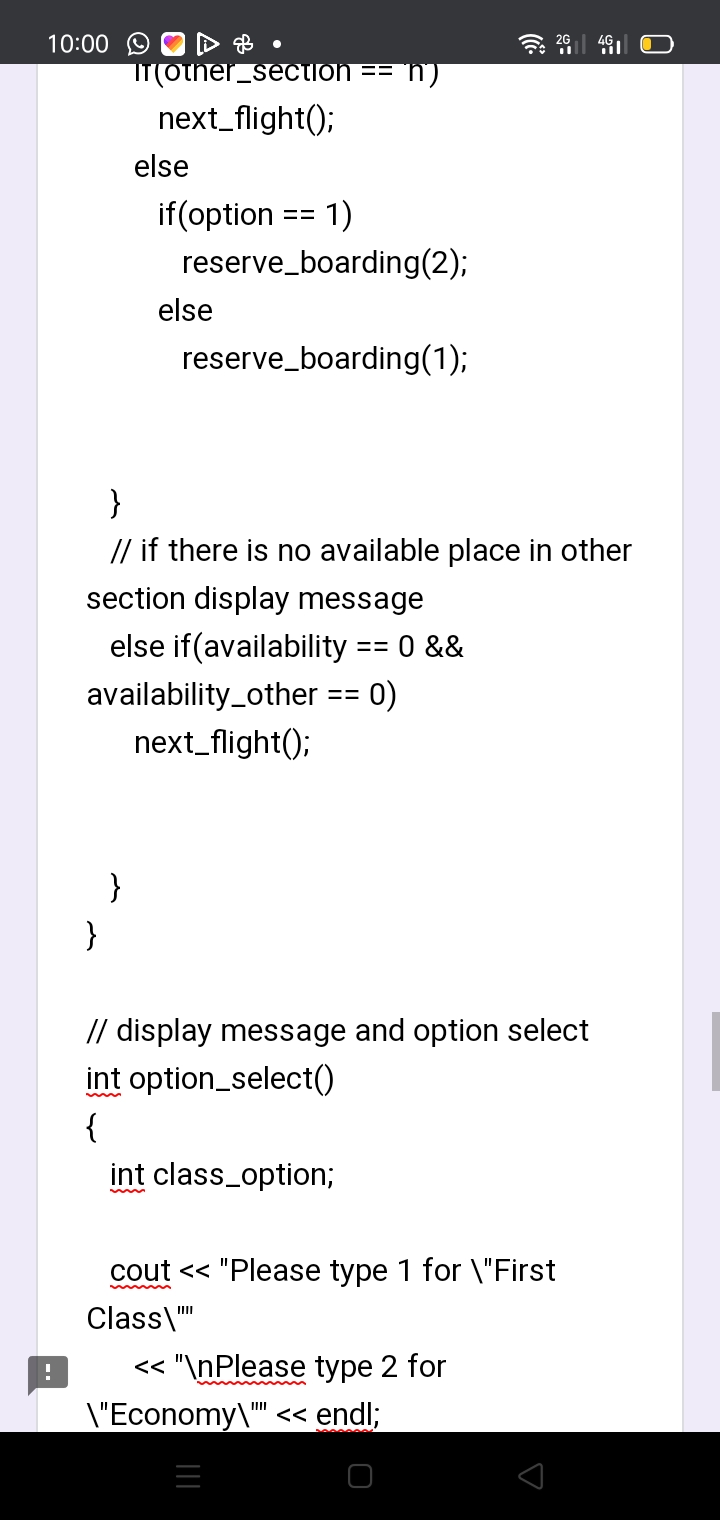 10:00
2G
4G
if(other_section == 'n')
next_flight();
else
if(option == 1)
reserve_boarding(2);
else
reserve_boarding(1);
}
// if there is no available place in other
section display message
else if(availability == 0 &&
availability_other == 0)
next_flight();
}
}
// display message and option select
int option_select()
{
int class_option;
cout << "Please type 1 for \"First
Class\""
<< "\nPlease type 2 for
\"Economy\"" << endl;